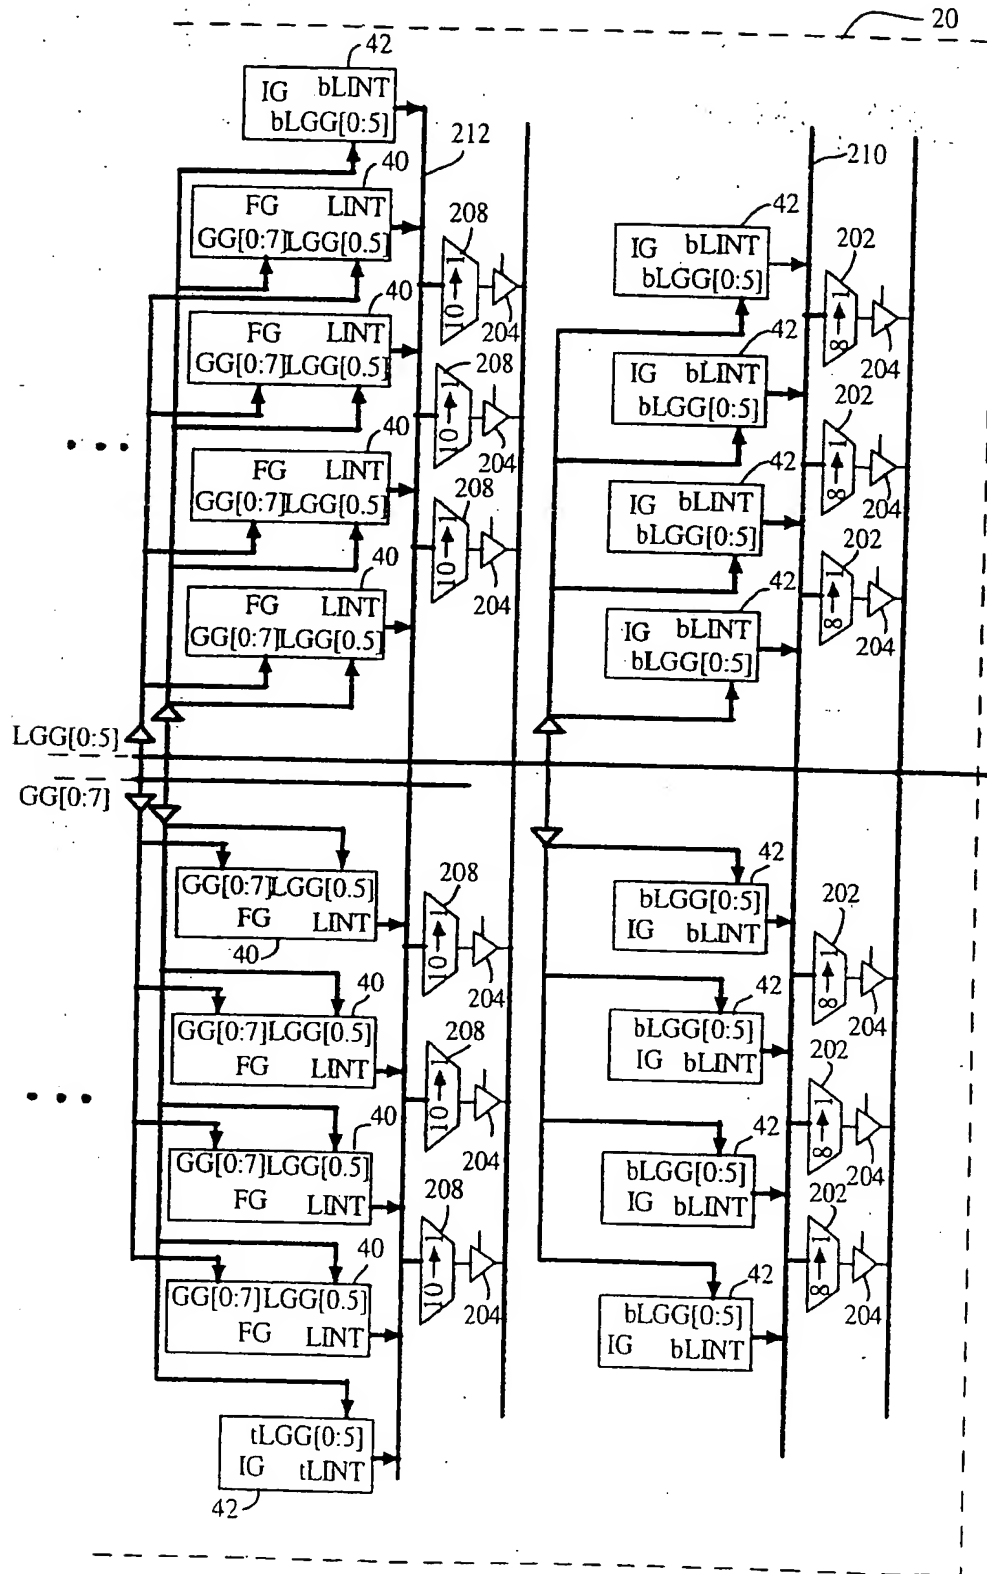 20
42
IG bLINT
bLGG[0:5]
212
40
FG LINT
GG[0:7]LGG[0.5]
208
10→1
204
40
FG LINT
GG[0:7]LGG[0.5]
208
10→1
204
40
FG LINT
GG[0:7]LGG[0.5]
208
10→1
204
40
FG LINT
GG[0:7]LGG[0.5]
210
42
IG bLINT
bLGG[0:5]
202
8→1
204
42
IG bLINT
bLGG[0:5]
202
8→1
204
42
IG bLINT
bLGG[0:5]
202
8→1
204
42
IG bLINT
bLGG[0:5]
LGG[0:5]
GG[0:7]
GG[0:7]LGG[0.5]
FG LINT
40
208
10→1
204
40
GG[0:7]LGG[0.5]
FG LINT
208
10→1
204
40
GG[0:7]LGG[0.5]
FG LINT
208
10→1
204
40
GG[0:7]LGG[0.5]
FG LINT
tLGG[0:5]
IG tLINT
42
42
bLGG[0:5]
IG bLINT
202
8→1
204
42
bLGG[0:5]
IG bLINT
202
8→1
204
42
bLGG[0:5]
IG bLINT
202
8→1
204
42
bLGG[0:5]
IG bLINT